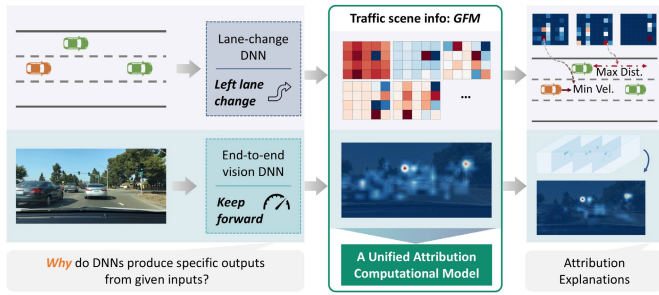 Lane-change
DNN
Left lane
change
Traffic scene info: GFM
...
Max Dist.
Min Vel.
End-to-end
vision DNN
Keep
forward
Why do DNNs produce specific outputs
from given inputs?
A Unified Attribution
Computational Model
Attribution
Explanations